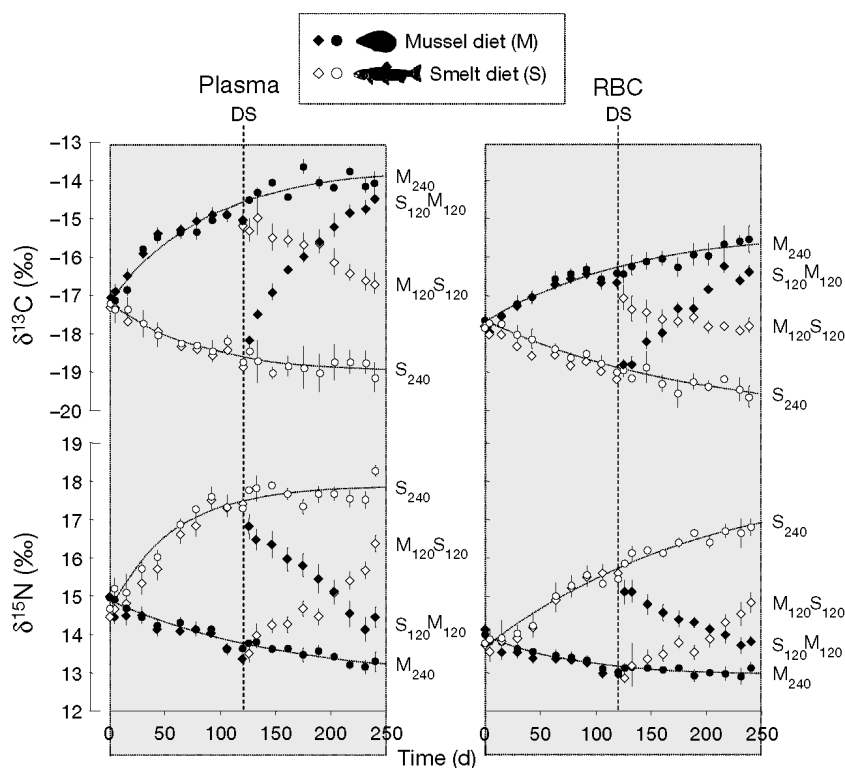 Mussel diet (M)
Smelt diet (S)
Plasma
RBC
DS
DS
δ13C (‰)
-13
-14
-15
-16
-17
-18
-19
-20
M240
S120M120
M120S120
S240
M240
S120M120
M120S120
S240
δ15N (‰)
19
18
17
16
15
14
13
12
S240
M120S120
S120M120
M240
S240
M120S120
S120M120
M240
0 50 100 150 200 250
0 50 100 150 200 250
Time (d)